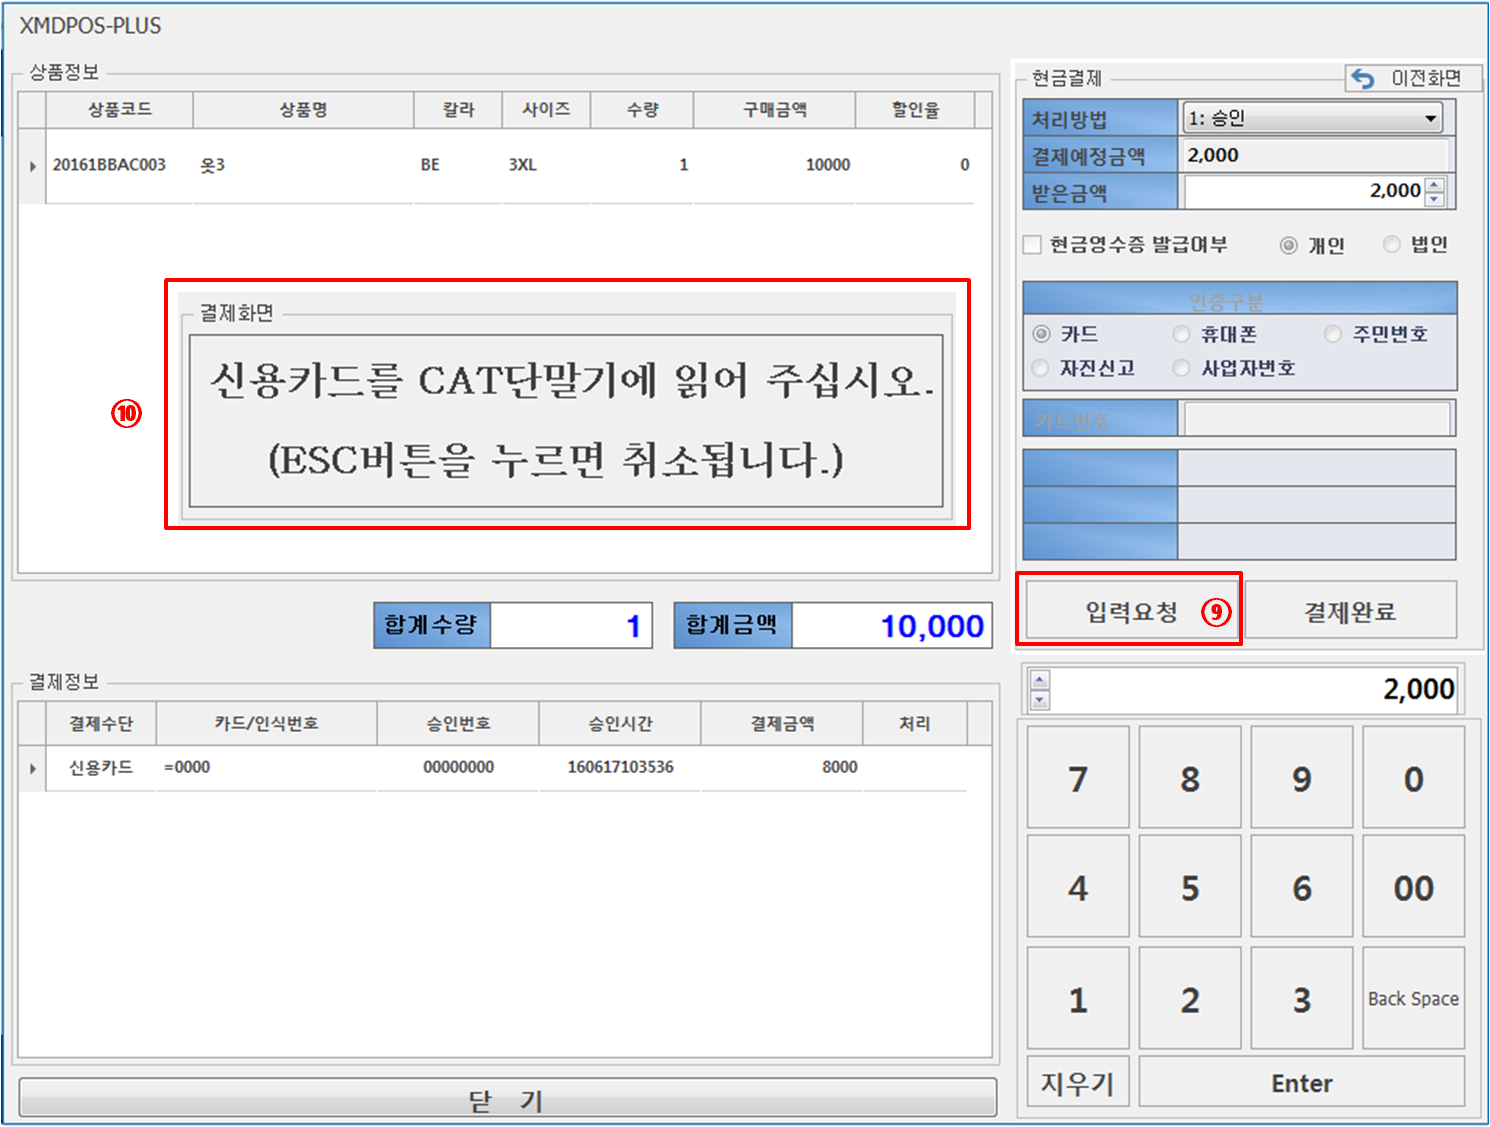 XMDPOS-PLUS
상품정보
상품코드 상품명 칼라 사이즈 수량 구매금액 할인율
20161BBAC003 옷3 BE 3XL 1 10000 0
결제화면
신용카드를 CAT단말기에 읽어 주십시오.
(ESC버튼을 누르면 취소됩니다.)
⑩
합계수량 1 합계금액 10,000
결제정보
결제수단 카드/인식번호 승인번호 승인시간 결제금액 처리
신용카드 =0000 00000000 160617103536 8000
닫 기
현금결제 이전화면
처리방법 1: 승인
결제예정금액 2,000
받은금액 2,000
현금영수증 발급여부 개인 법인
인증구분
카드 휴대폰 주민번호
자진신고 사업자번호
카드번호
입력요청 ⑨ 결제완료
2,000
7 8 9 0
4 5 6 00
1 2 3 Back Space
지우기 Enter